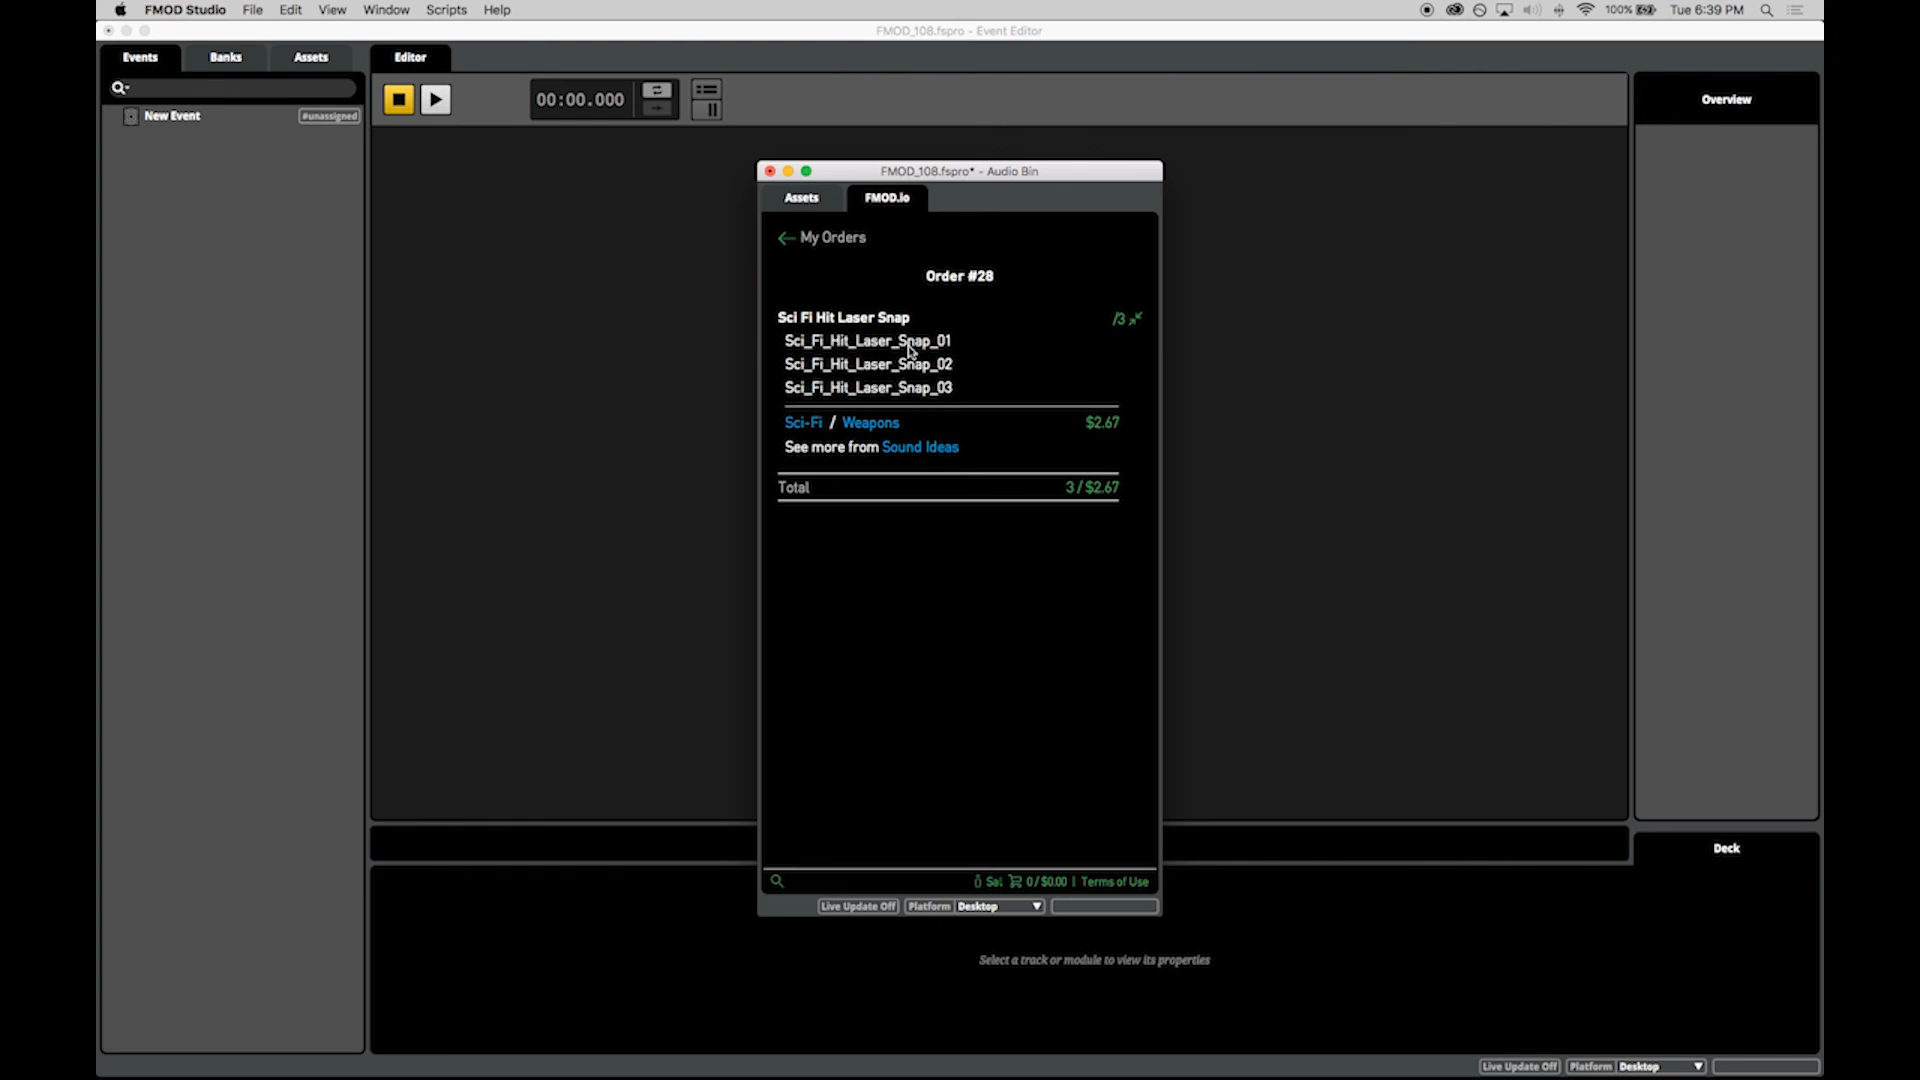 FMOD Studio File Edit View Window Scripts Help 100% Tue 6:39 PM
FMOD_108.fspro - Event Editor
Events Banks Assets Editor
00:00.000
Overview
New Event #unassigned
FMOD_108.fspro* - Audio Bin
Assets FMOD.io
My Orders
Order #28
Sci Fi Hit Laser Snap /3
Sci_Fi_Hit_Laser_Snap_01
Sci_Fi_Hit_Laser_Snap_02
Sci_Fi_Hit_Laser_Snap_03
Sci-Fi / Weapons $2.67
See more from Sound Ideas
Total 3 / $2.67
Sal 0 / $0.00 | Terms of Use
Live Update Off Platform Desktop
Deck
Select a track or module to view its properties
Live Update Off Platform Desktop